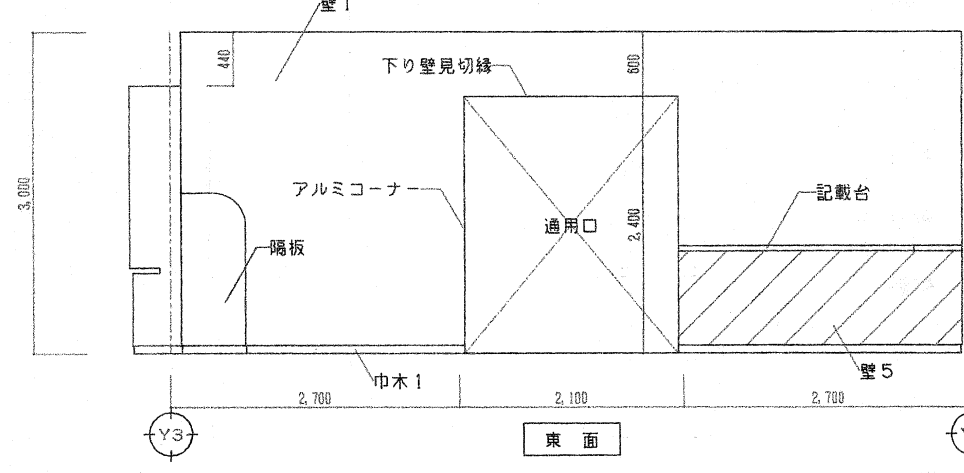 壁1
440
下り壁見切縁
600
3,000
アルミコーナー
記載台
通用口
2,400
隔板
巾木1
壁5
2,700
2,100
2,700
Y3
東面